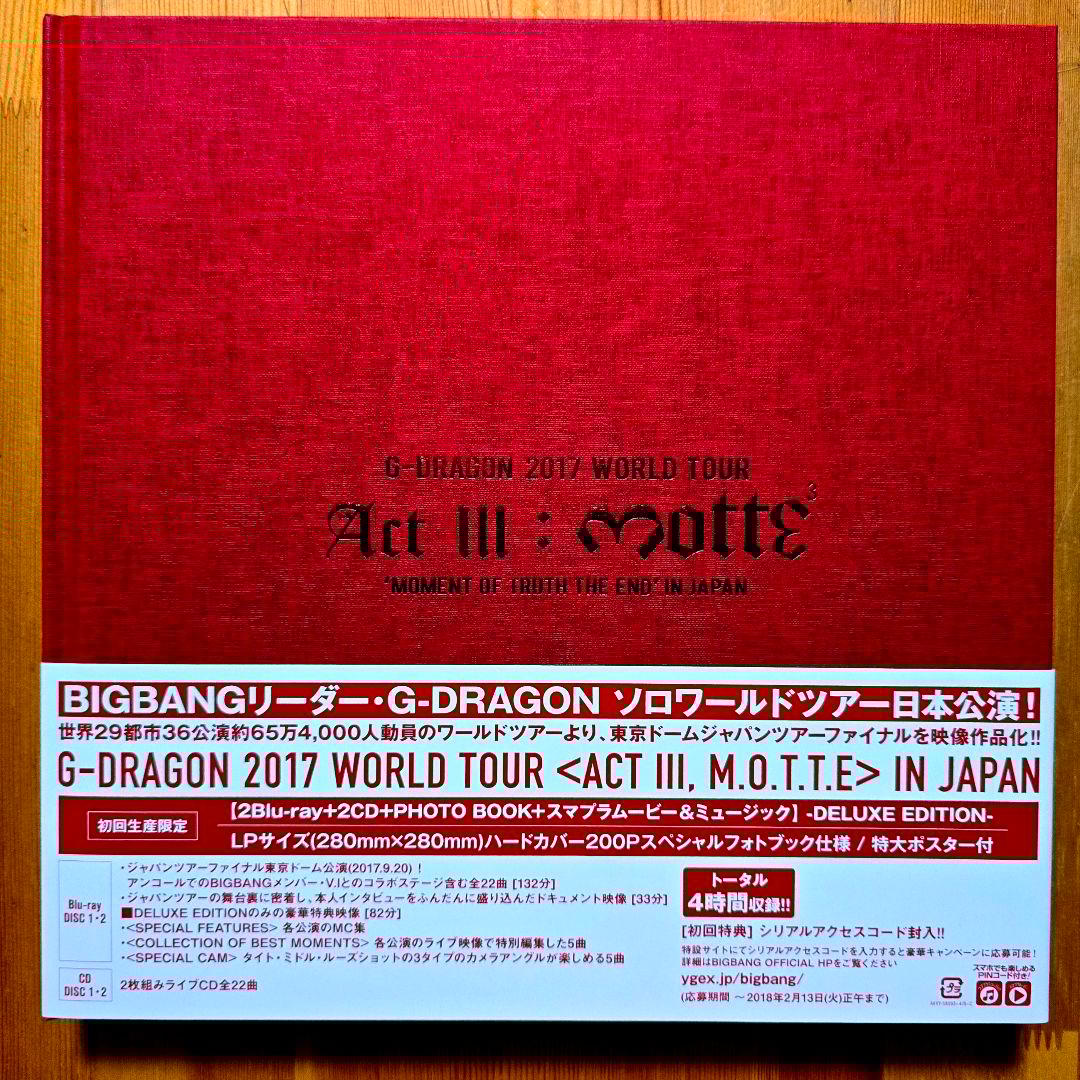 G-DRAGON 2017 WORLD TOUR
Act III : Motte3
'MOMENT OF TRUTH THE END' IN JAPAN
BIGBANGリーダー・G-DRAGON ソロワールドツアー日本公演!
世界29都市36公演約65万4,000人動員のワールドツアーより、東京ドームジャパンツアーファイナルを映像作品化!!
G-DRAGON 2017 WORLD TOUR <ACT III, M.O.T.T.E> IN JAPAN
初回生産限定
【2Blu-ray+2CD+PHOTO BOOK+スマプラムービー&ミュージック】-DELUXE EDITION-
LPサイズ(280mm×280mm)ハードカバー200Pスペシャルフォトブック仕様 / 特大ポスター付
Blu-ray
DISC 1・2
・ジャパンツアーファイナル東京ドーム公演(2017.9.20)!
アンコールでのBIGBANGメンバー・V.Iとのコラボステージ含む全22曲 [132分]
・ジャパンツアーの舞台裏に密着し、本人インタビューをふんだんに盛り込んだドキュメント映像 [33分]
■DELUXE EDITIONのみの豪華特典映像 [82分]
・<SPECIAL FEATURES> 各公演のMC集
・<COLLECTION OF BEST MOMENTS> 各公演のライブ映像で特別編集した5曲
・<SPECIAL CAM> タイト・ミドル・ルーズショットの3タイプのカメラアングルが楽しめる5曲
CD
DISC 1・2
2枚組みライブCD全22曲
トータル
4時間収録!!
[初回特典] シリアルアクセスコード封入!!
特設サイトにてシリアルアクセスコードを入力すると豪華キャンペーンに応募可能!
詳細はBIGBANG OFFICIAL HPをご覧ください
ygex.jp/bigbang/
(応募期間 〜2018年2月13日(火)正午まで)
スマホでも楽しめる
PINコード付き!
プラ